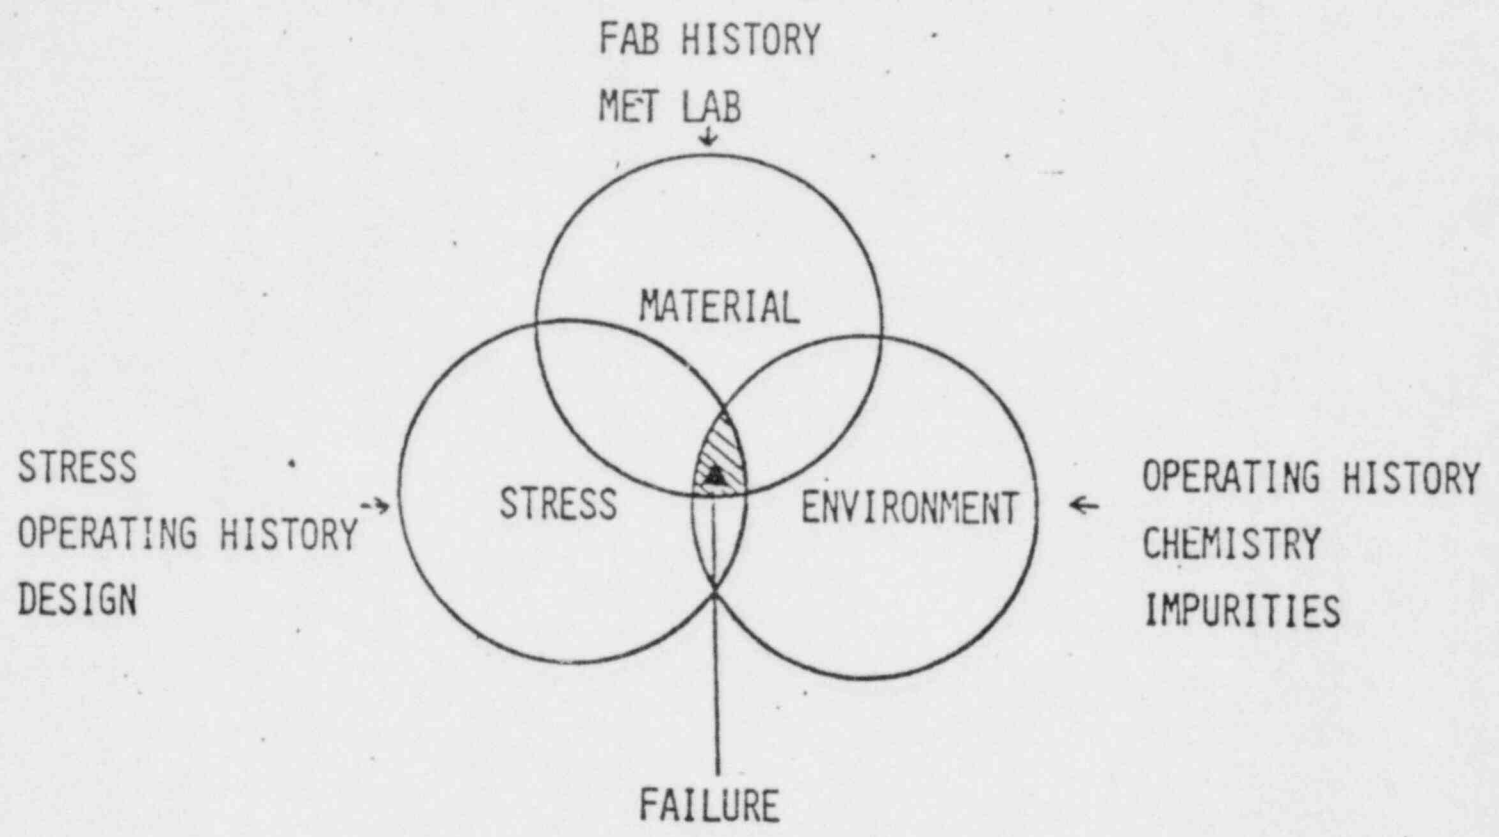 FAB HISTORY
MET LAB
MATERIAL
STRESS
OPERATING HISTORY
DESIGN
STRESS
ENVIRONMENT
OPERATING HISTORY
CHEMISTRY
IMPURITIES
FAILURE